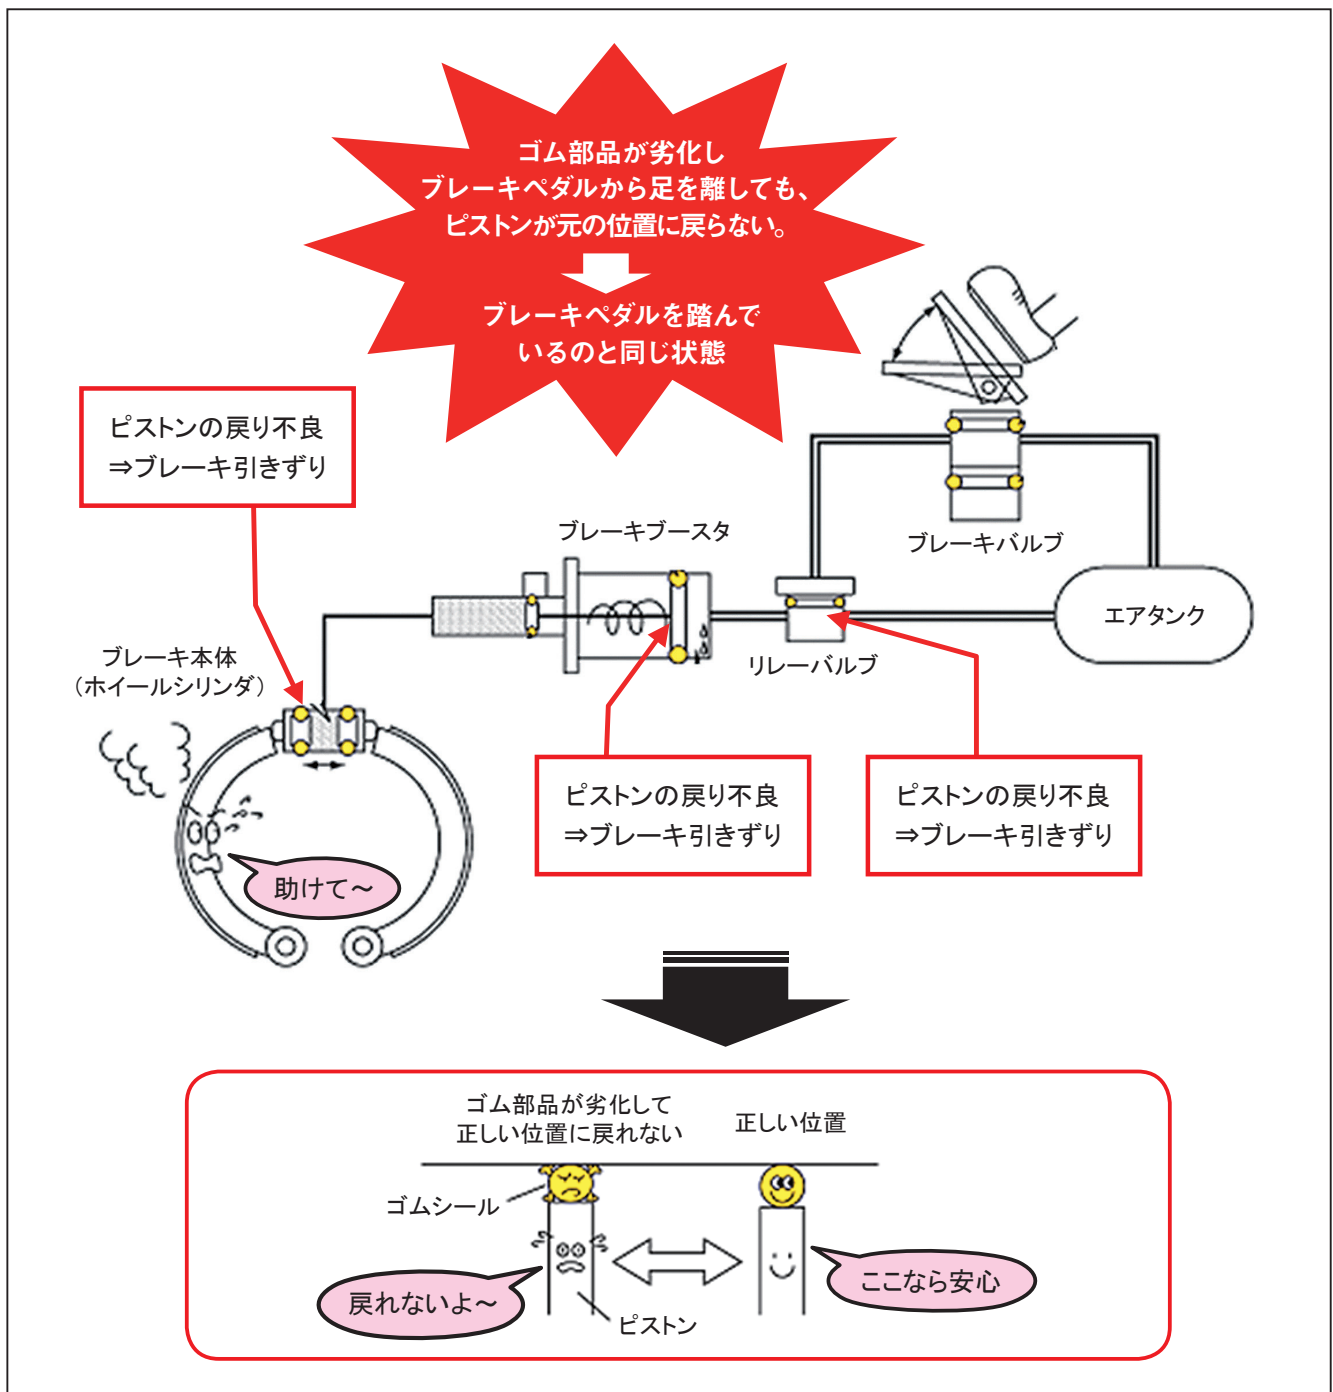 ゴム部品が劣化し
ブレーキペダルから足を離しても、
ピストンが元の位置に戻らない。
ブレーキペダルを踏んで
いるのと同じ状態
ピストンの戻り不良
⇒ブレーキ引きずり
ブレーキブースタ
ブレーキバルブ
エアタンク
リレーバルブ
ブレーキ本体
（ホイールシリンダ）
ピストンの戻り不良
⇒ブレーキ引きずり
ピストンの戻り不良
⇒ブレーキ引きずり
助けて～
ゴム部品が劣化して
正しい位置に戻れない
正しい位置
ゴムシール
戻れないよ～
ここなら安心
ピストン